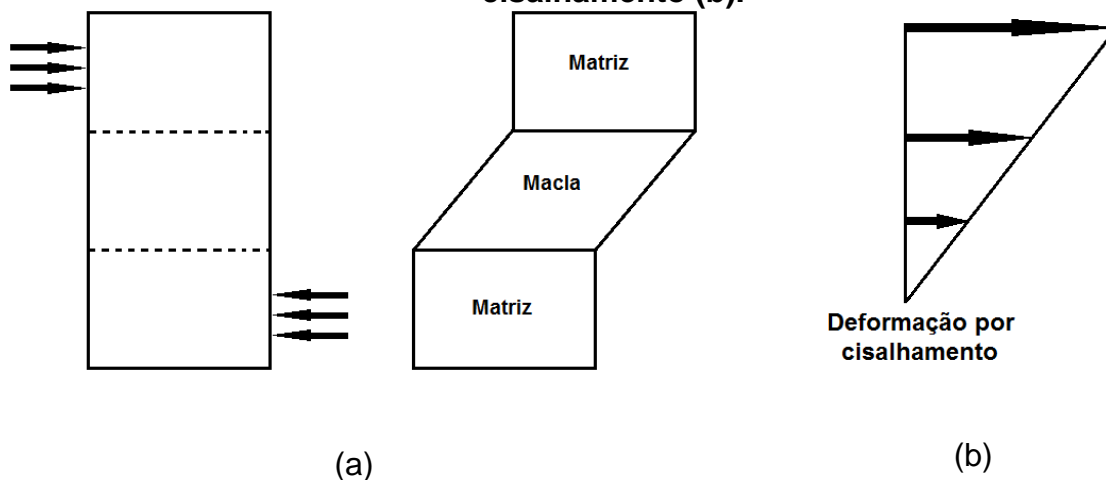 cisalhamento (b).
Matriz
Macla
Matriz
Deformação por
cisalhamento
(a)
(b)